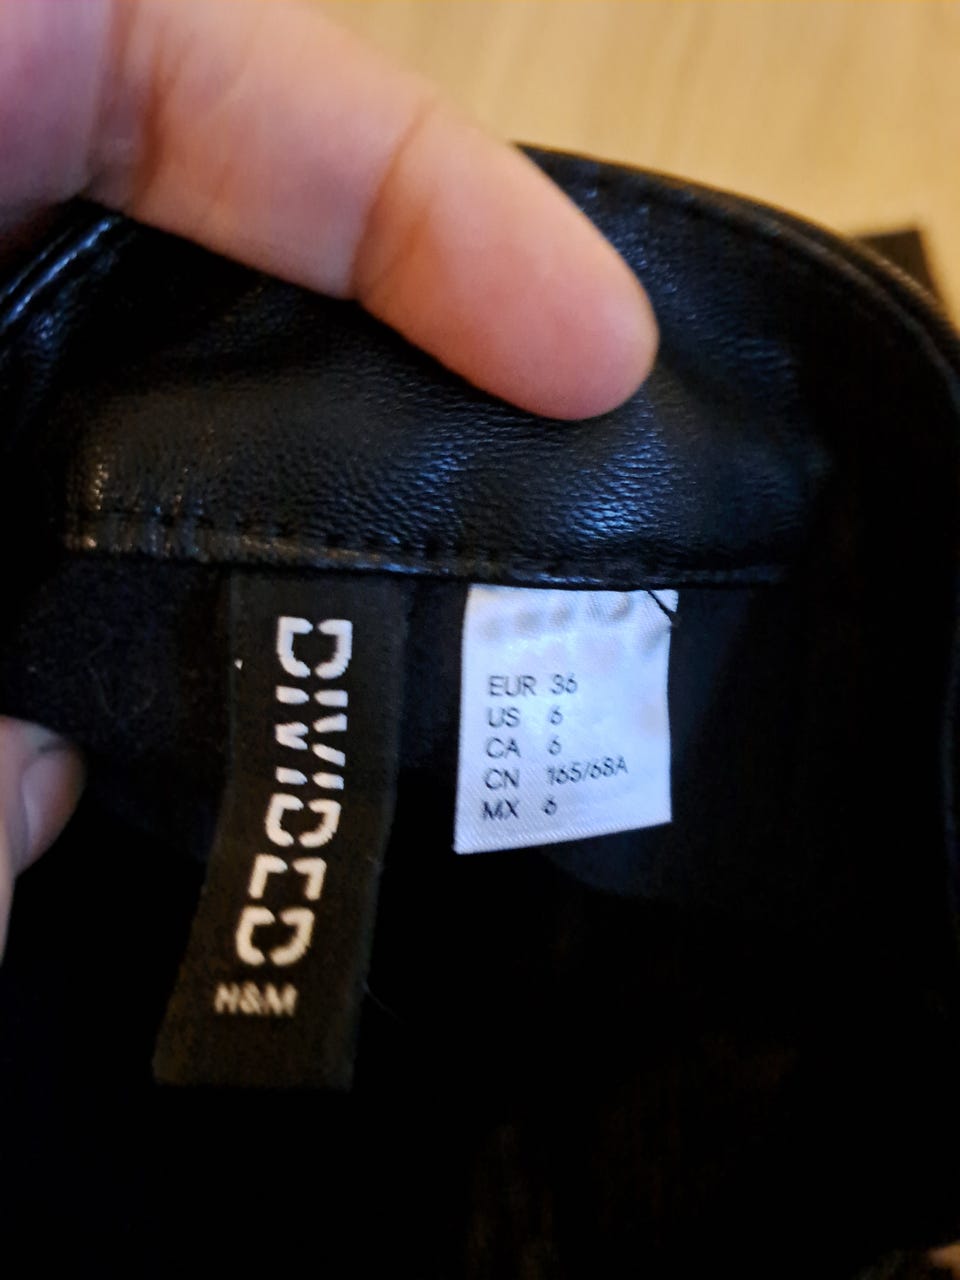 DIVIDED
H&M
EUR 36
US 6
CA 6
CN 165/68A
MX 6